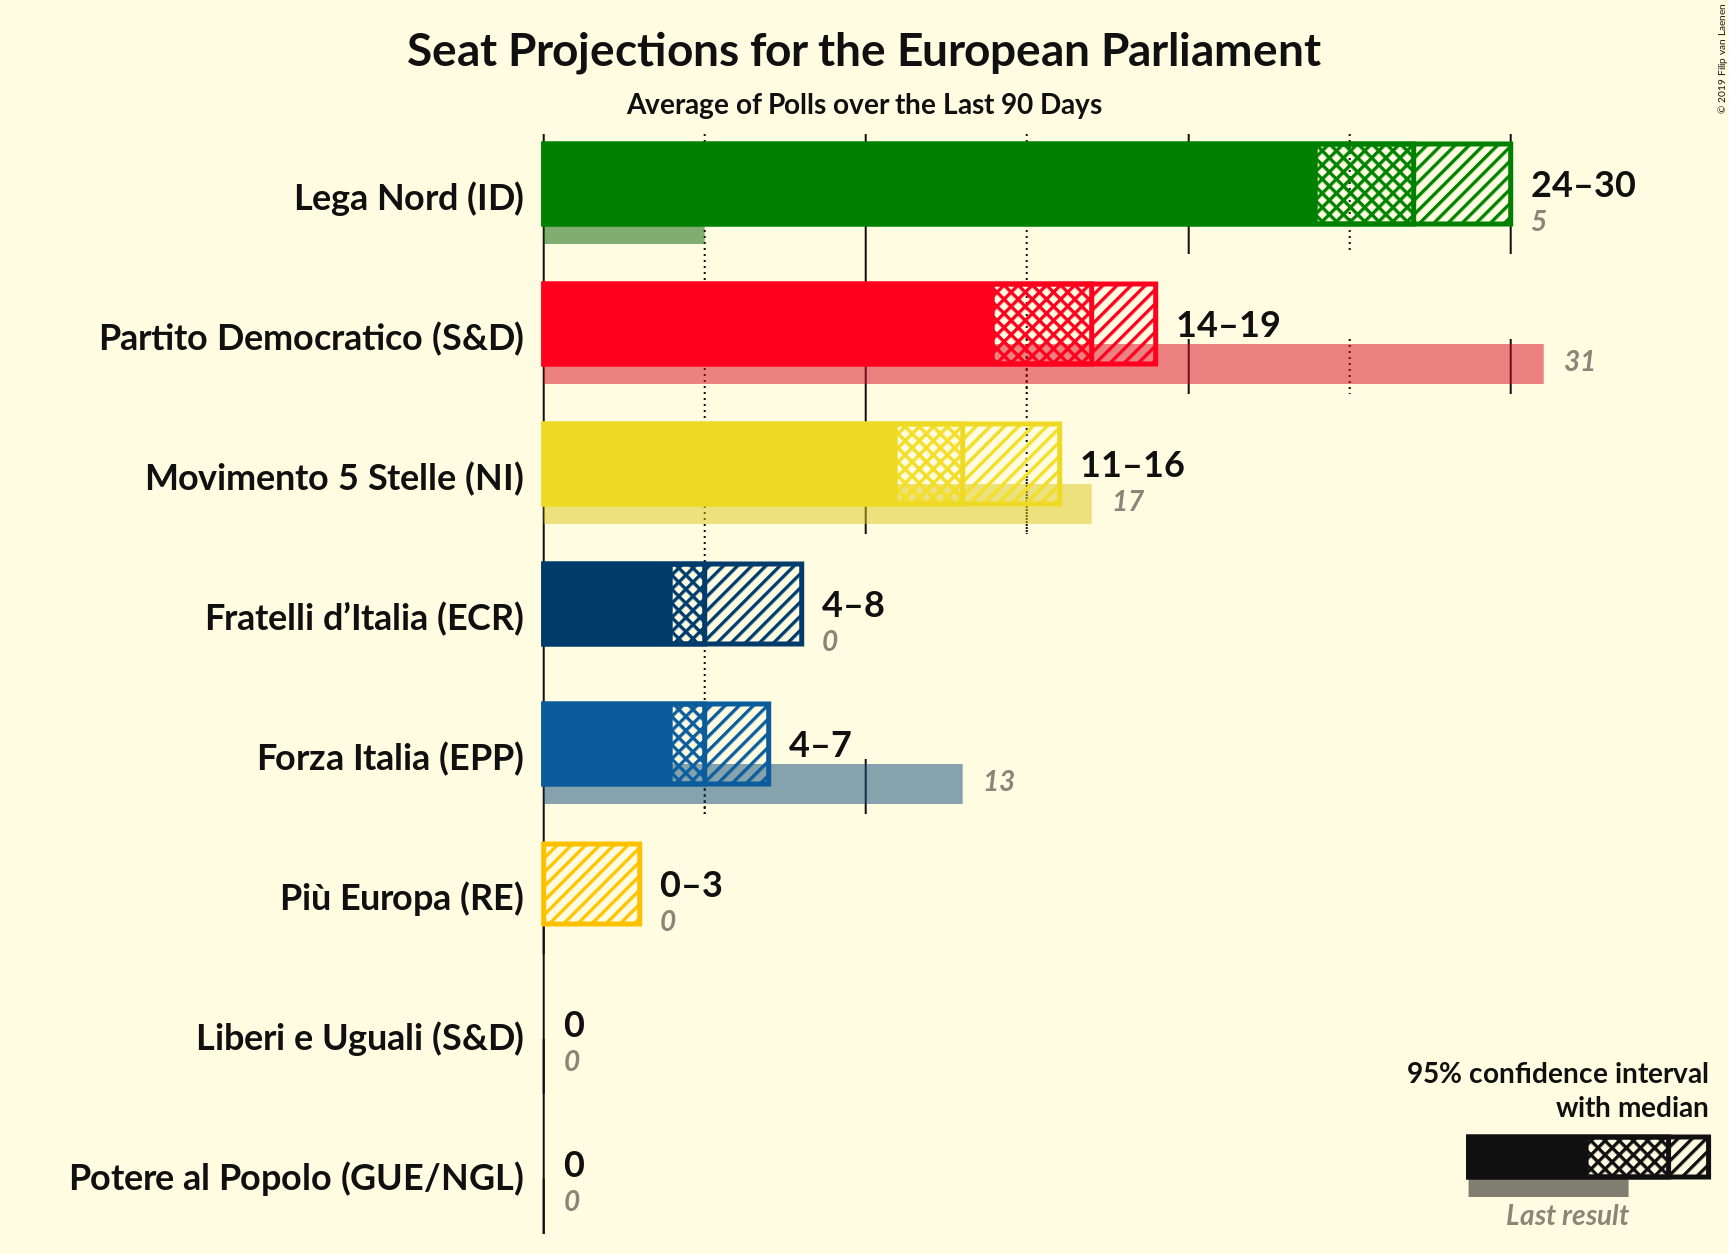 Seat Projections for the European Parliament
Average of Polls over the Last 90 Days
© 2019 Filip van Laenen
Lega Nord (ID)
24–30
5
Partito Democratico (S&D)
14–19
31
Movimento 5 Stelle (NI)
11–16
17
Fratelli d’Italia (ECR)
4–8
0
Forza Italia (EPP)
4–7
13
Più Europa (RE)
0–3
0
Liberi e Uguali (S&D)
0
0
Potere al Popolo (GUE/NGL)
0
0
95% confidence interval
with median
Last result